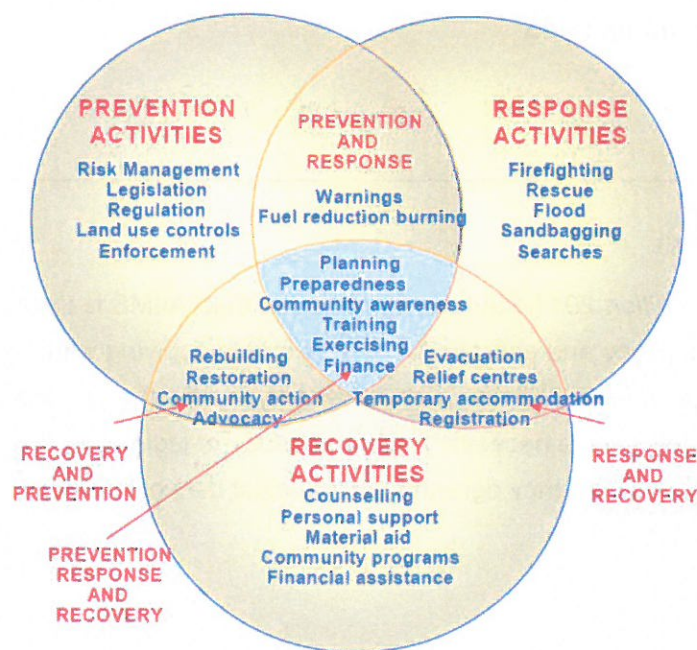 PREVENTION
ACTIVITIES
Risk Management
Legislation
Regulation
Land use controls
Enforcement
PREVENTION
AND
RESPONSE
Warnings
Fuel reduction burning
RESPONSE
ACTIVITIES
Firefighting
Rescue
Flood
Sandbagging
Searches
Planning
Preparedness
Community awareness
Training
Exercising
Finance
Rebuilding
Restoration
Community action
Advocacy
Evacuation
Relief centres
Temporary accommodation
Registration
RECOVERY
AND
PREVENTION
RECOVERY
ACTIVITIES
Counselling
Personal support
Material aid
Community programs
Financial assistance
RESPONSE
AND
RECOVERY
PREVENTION
RESPONSE
AND
RECOVERY